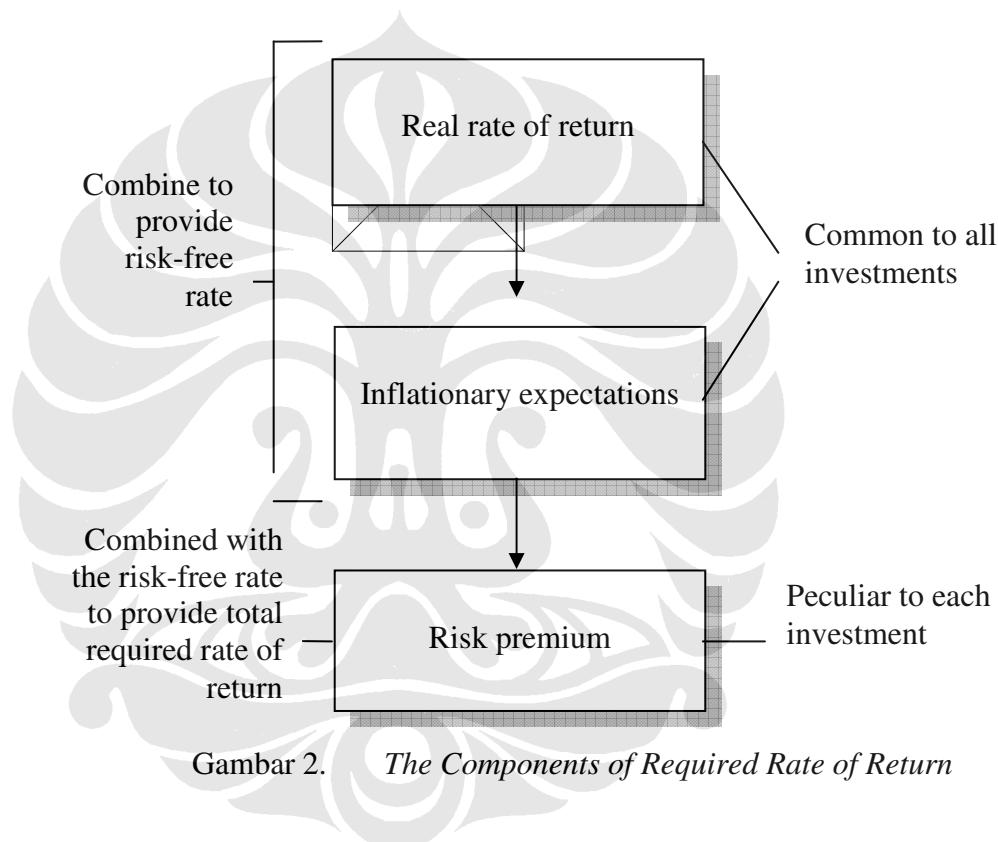 Real rate of return
Combine to
provide
risk-free
rate
Common to all
investments
Inflationary expectations
Combined with
the risk-free rate
to provide total
required rate of
return
Risk premium
Peculiar to each
investment
Gambar 2. The Components of Required Rate of Return